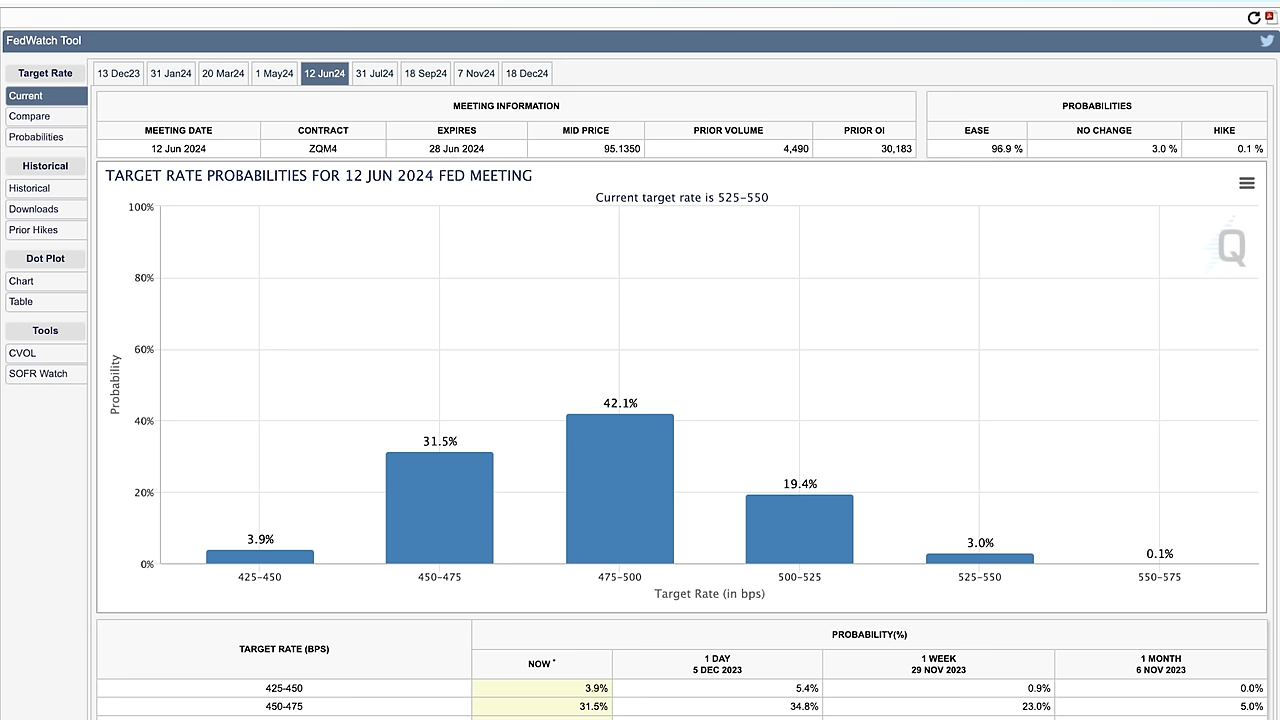 FedWatch Tool
Target Rate
Current
Compare
Probabilities
Historical
Historical
Downloads
Prior Hikes
Dot Plot
Chart
Table
Tools
CVOL
SOFR Watch
13 Dec23 31 Jan24 20 Mar24 1 May24 12 Jun24 31 Jul24 18 Sep24 7 Nov24 18 Dec24
MEETING INFORMATION
MEETING DATE CONTRACT EXPIRES MID PRICE PRIOR VOLUME PRIOR OI
12 Jun 2024 ZQM4 28 Jun 2024 95.1350 4,490 30,183
PROBABILITIES
EASE NO CHANGE HIKE
96.9 % 3.0 % 0.1 %
TARGET RATE PROBABILITIES FOR 12 JUN 2024 FED MEETING
Current target rate is 525-550
Q
Probability
100%
80%
60%
40%
20%
0%
3.9%
31.5%
42.1%
19.4%
3.0%
0.1%
425-450 450-475 475-500 500-525 525-550 550-575
Target Rate (in bps)
TARGET RATE (BPS) PROBABILITY(%)
NOW * 1 DAY 1 WEEK 1 MONTH
5 DEC 2023 29 NOV 2023 6 NOV 2023
425-450 3.9% 5.4% 0.9% 0.0%
450-475 31.5% 34.8% 23.0% 5.0%